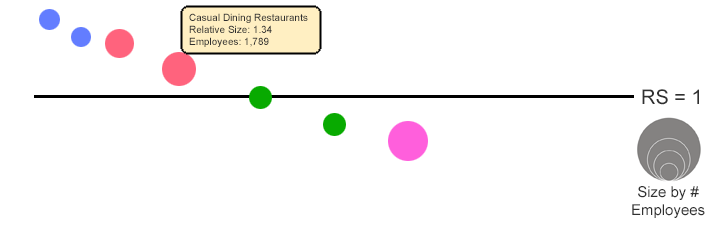 Casual Dining Restaurants
Relative Size: 1.34
Employees: 1,789
RS = 1
Size by #
Employees